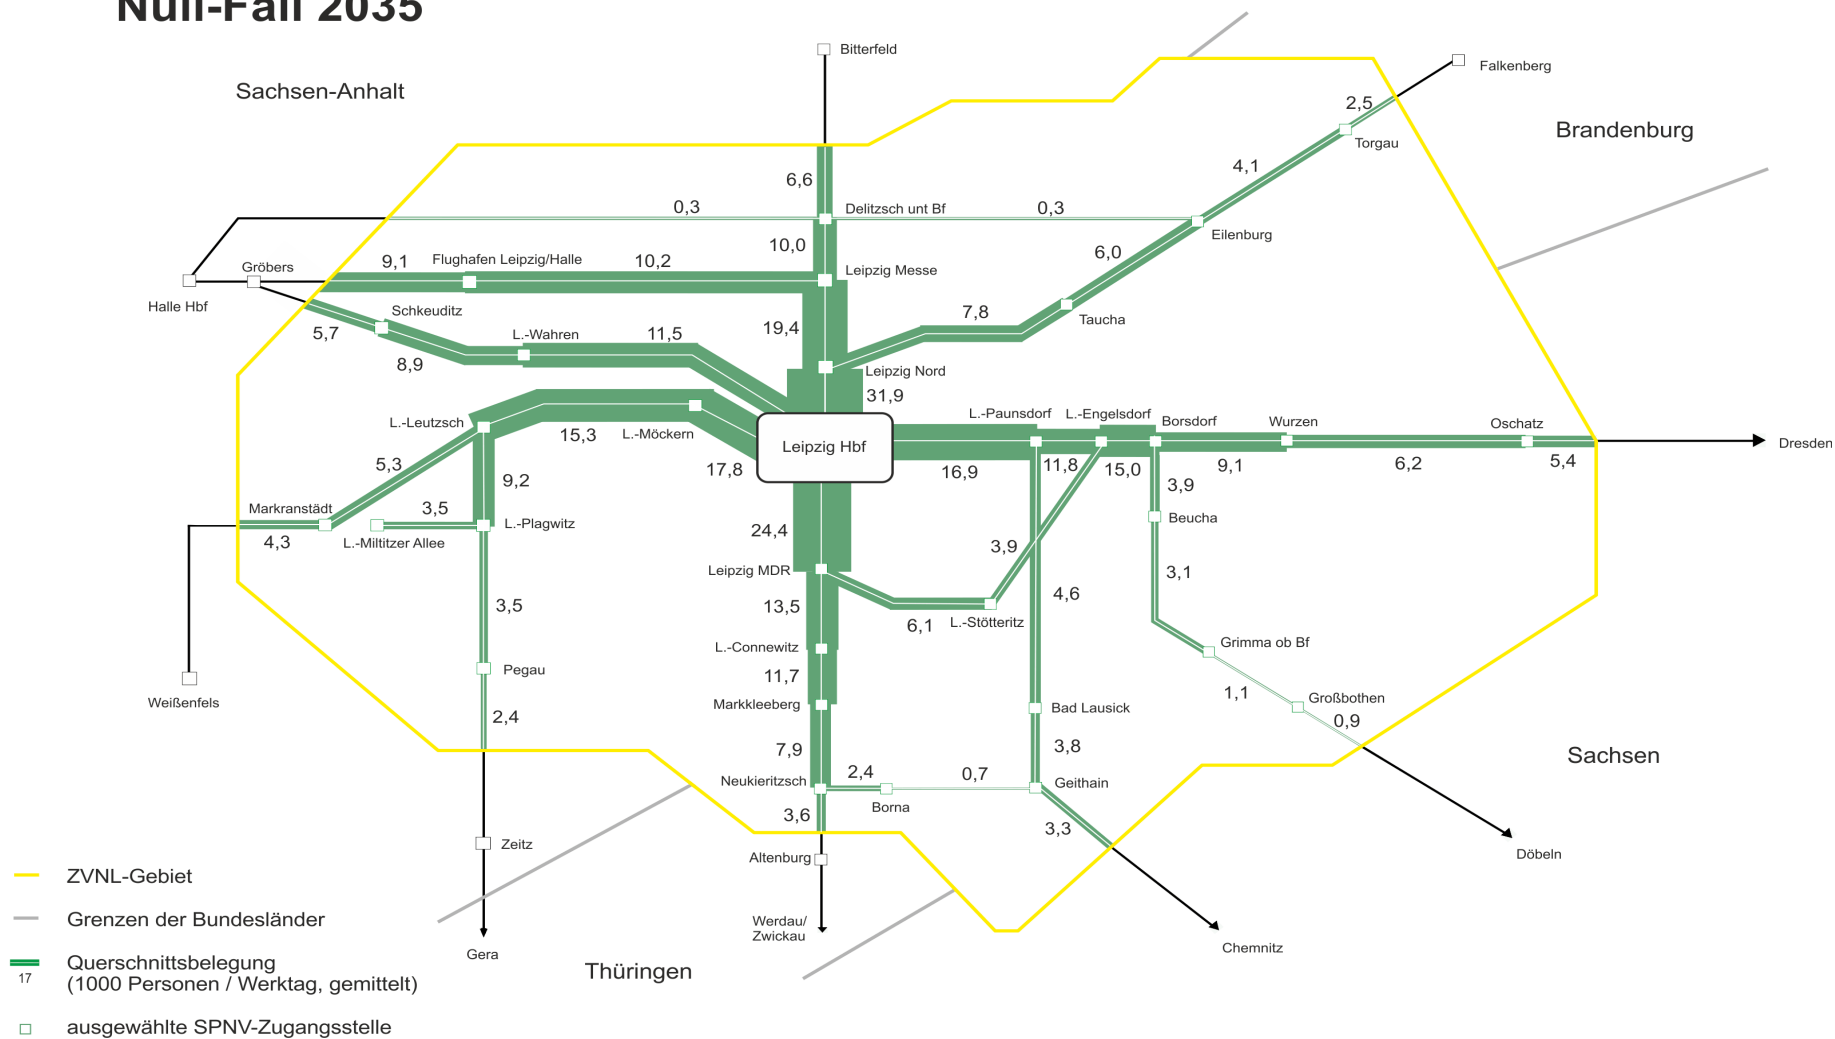 Null-Fall 2035
Bitterfeld
Falkenberg
Sachsen-Anhalt
2,5
Brandenburg
Torgau
4,1
6,6
0,3
Delitzsch unt Bf
0,3
Eilenburg
10,0
6,0
Gröbers
9,1
Flughafen Leipzig/Halle
10,2
Leipzig Messe
Halle Hbf
Schkeuditz
7,8
Taucha
5,7
L.-Wahren
11,5
19,4
8,9
Leipzig Nord
31,9
L.-Leutzsch
L.-Paunsdorf
L.-Engelsdorf
Borsdorf
Wurzen
Oschatz
15,3
L.-Möckern
Leipzig Hbf
Dresden
5,3
17,8
16,9
11,8
15,0
9,1
6,2
5,4
9,2
3,9
Markranstädt
3,5
L.-Plagwitz
Beucha
4,3
L.-Miltitzer Allee
24,4
3,9
Leipzig MDR
3,1
3,5
13,5
4,6
6,1
L.-Stötteritz
L.-Connewitz
Grimma ob Bf
Pegau
11,7
1,1
Großbothen
Weißenfels
Markkleeberg
Bad Lausick
2,4
0,9
7,9
3,8
Sachsen
Neukieritzsch
2,4
0,7
Geithain
Borna
3,6
3,3
Zeitz
Altenburg
Döbeln
ZVNL-Gebiet
Grenzen der Bundesländer
Werdau/
Zwickau
Chemnitz
Gera
Thüringen
Querschnittsbelegung
17
(1000 Personen / Werktag, gemittelt)
ausgewählte SPNV-Zugangsstelle